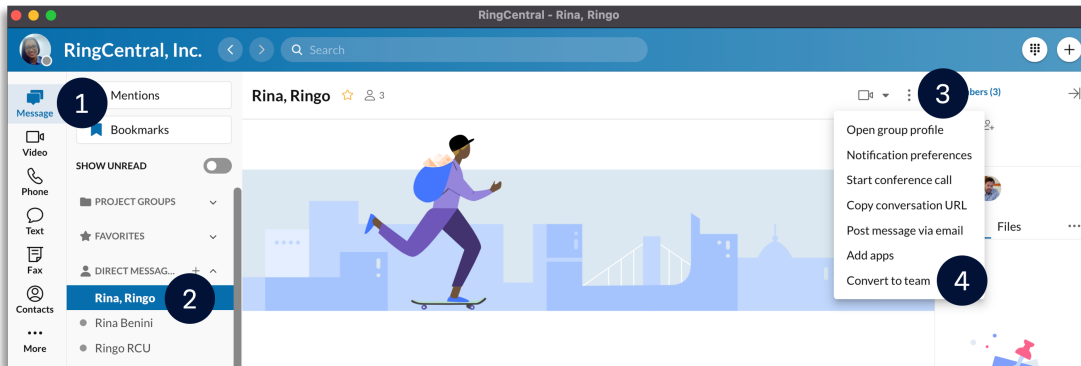 RingCentral - Rina, Ringo
RingCentral, Inc.
Search
Message
Video
Phone
Text
Fax
Contacts
More
1
Mentions
Bookmarks
SHOW UNREAD
PROJECT GROUPS
FAVORITES
DIRECT MESSAG...
Rina, Ringo
2
Rina Benini
Ringo RCU
Rina, Ringo 3
3
Open group profile
Notification preferences
Start conference call
Copy conversation URL
Post message via email
Add apps
Convert to team
4
(3)
Files